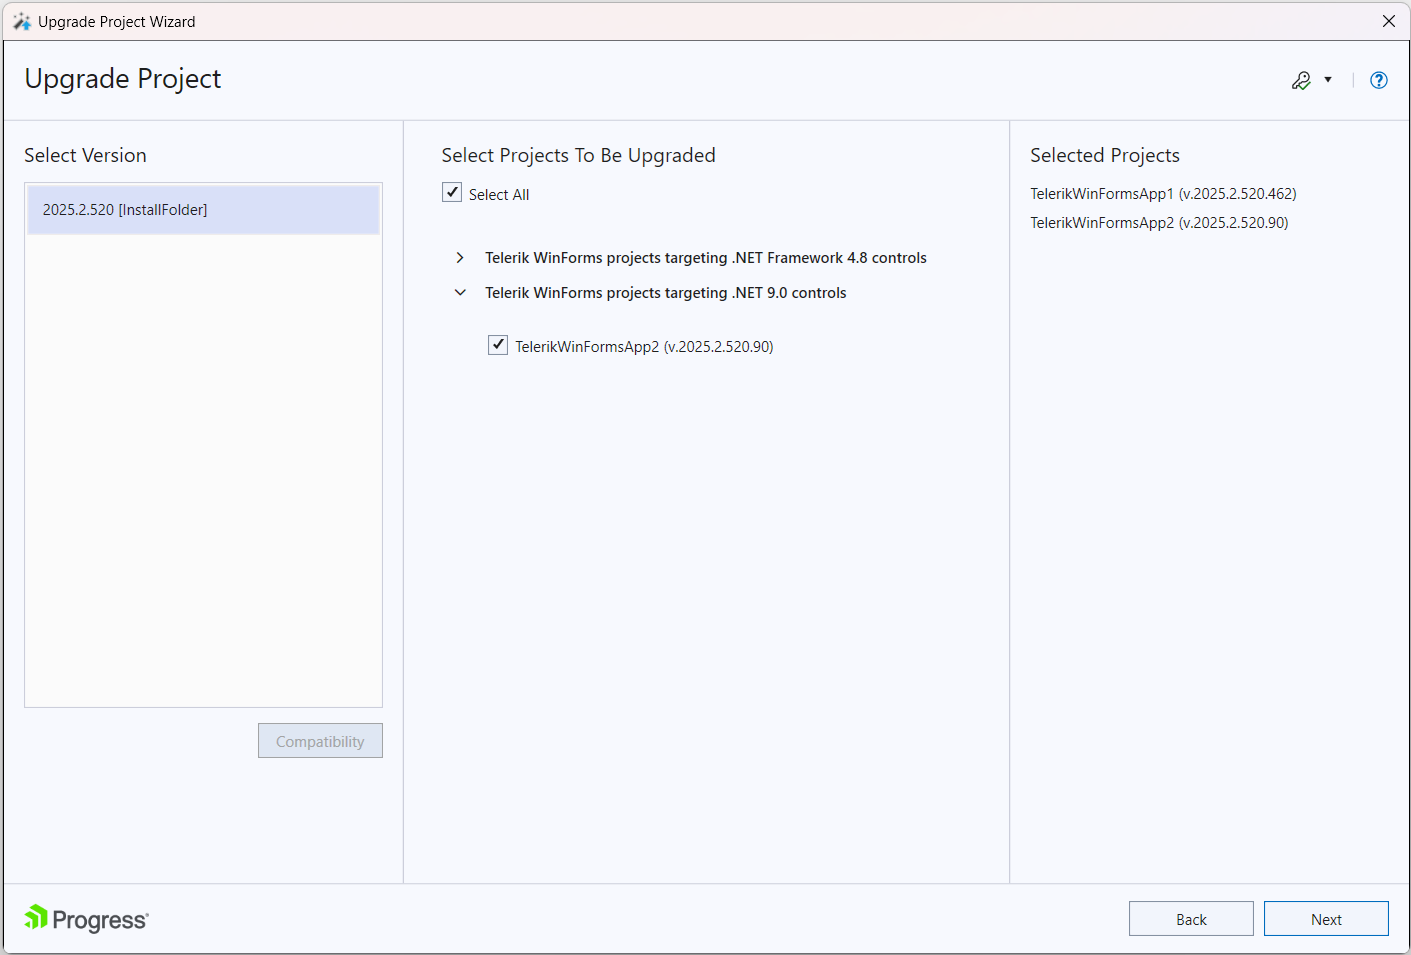 Upgrade Project Wizard
Upgrade Project
Select Version
2025.2.520 [InstallFolder]
Compatibility
Select Projects To Be Upgraded
Select All
Telerik WinForms projects targeting .NET Framework 4.8 controls
Telerik WinForms projects targeting .NET 9.0 controls
TelerikWinFormsApp2 (v.2025.2.520.90)
Selected Projects
TelerikWinFormsApp1 (v.2025.2.520.462)
TelerikWinFormsApp2 (v.2025.2.520.90)
Progress
Back
Next